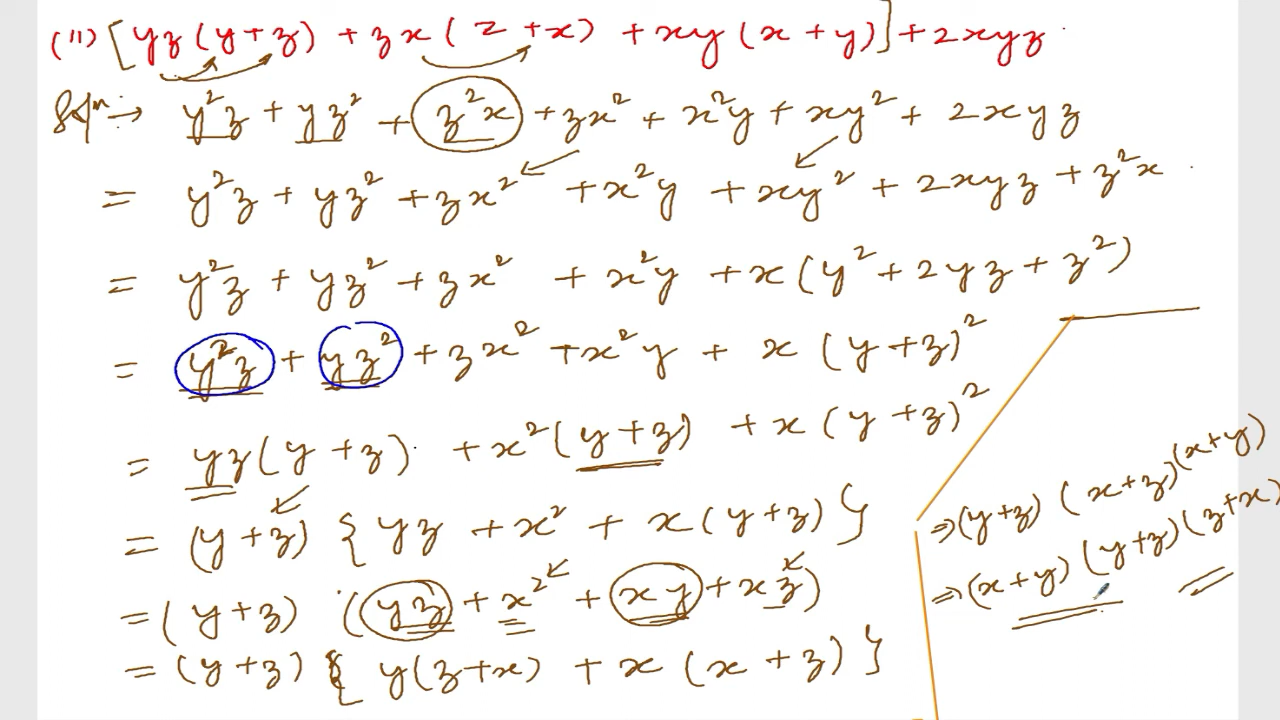 (11) [yz(y+z) + zx(z+x) + xy(x+y)] + 2xyz
Solⁿ:→ y²z + yz² + z²x + zx² + x²y + xy² + 2xyz
= y²z + yz² + zx² + x²y + xy² + 2xyz + z²x
= y²z + yz² + zx² + x²y + x(y² + 2yz + z²)
= y²z + yz² + zx² + x²y + x(y+z)²
= yz(y+z) + x²(y+z) + x(y+z)²
= (y+z) {yz + x² + x(y+z)}
= (y+z) (yz + x² + xy + xz)
= (y+z) { y(z+x) + x(x+z) }
⇒ (y+z) (x+z) (x+y)
⇒ (x+y) (y+z) (z+x)